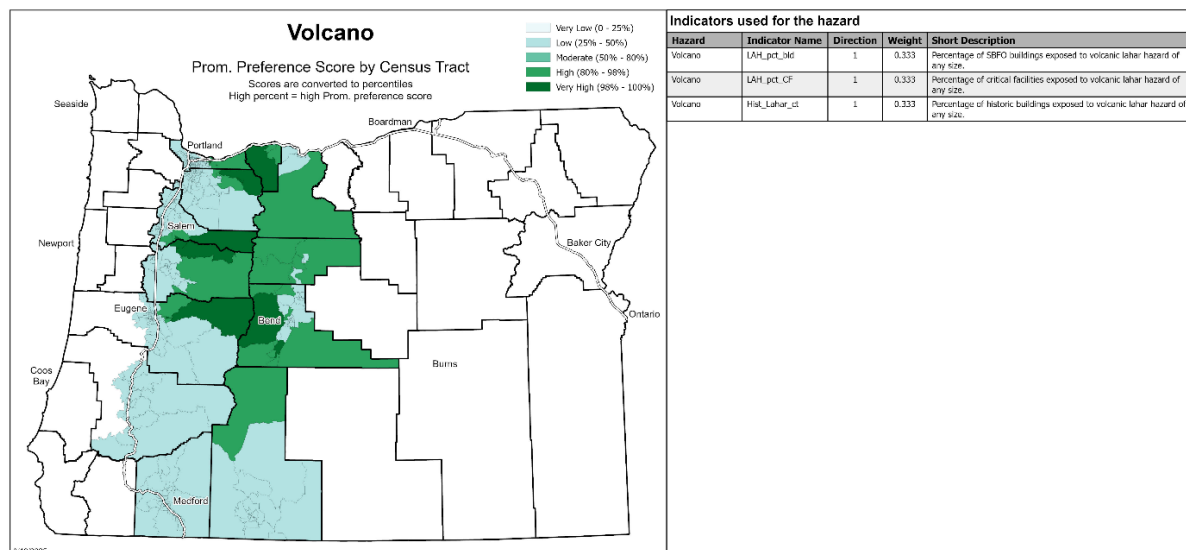 Volcano
Prom. Preference Score by Census Tract
Scores are converted to percentiles
High percent = high Prom. preference score
Very Low (0 - 25%)
Low (25% - 50%)
Moderate (50% - 80%)
High (80% - 98%)
Very High (98% - 100%)
Seaside
Portland
Boardman
Salem
Newport
Baker City
Eugene
Bend
Ontario
Coos
Bay
Burns
Medford
Indicators used for the hazard
Hazard Indicator Name Direction Weight Short Description
Volcano LAH_pct_bld 1 0.333 Percentage of SBFO buildings exposed to volcanic lahar hazard of
any size.
Volcano LAH_pct_CF 1 0.333 Percentage of critical facilities exposed to volcanic lahar hazard of
any size.
Volcano Hist_Lahar_ct 1 0.333 Percentage of historic buildings exposed to volcanic lahar hazard of
any size.